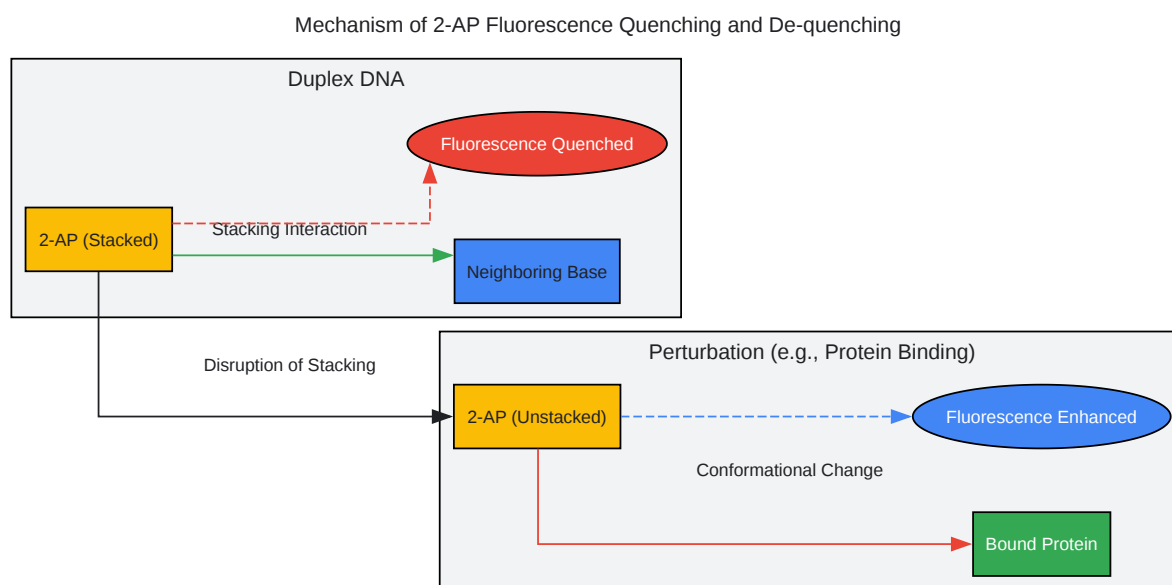 Mechanism of 2-AP Fluorescence Quenching and De-quenching
Duplex DNA
Fluorescence Quenched
2-AP (Stacked)
Stacking Interaction
Neighboring Base
Disruption of Stacking
Perturbation (e.g., Protein Binding)
2-AP (Unstacked)
Fluorescence Enhanced
Conformational Change
Bound Protein